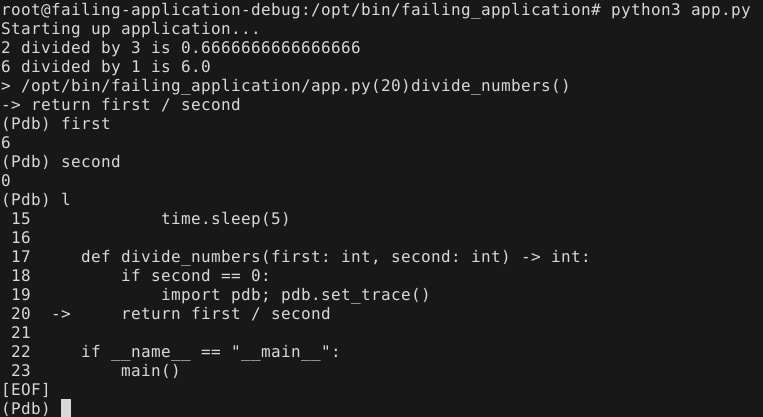 root@failing-application-debug:/opt/bin/failing_application# python3 app.py
Starting up application...
2 divided by 3 is 0.6666666666666666
6 divided by 1 is 6.0
> /opt/bin/failing_application/app.py(20)divide_numbers()
-> return first / second
(Pdb) first
6
(Pdb) second
0
(Pdb) l
 15             time.sleep(5)
 16
 17     def divide_numbers(first: int, second: int) -> int:
 18         if second == 0:
 19             import pdb; pdb.set_trace()
 20  ->     return first / second
 21
 22     if __name__ == "__main__":
 23         main()
[EOF]
(Pdb)